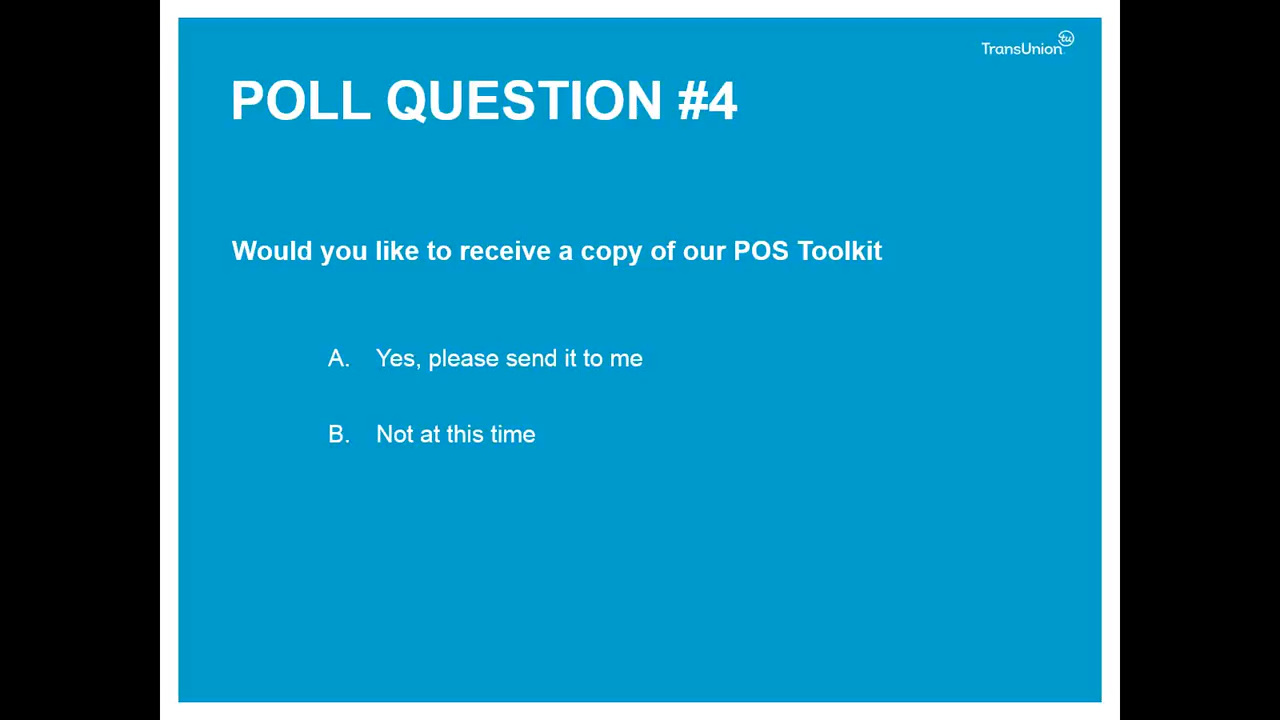 TransUnion
tu
POLL QUESTION #4
Would you like to receive a copy of our POS Toolkit
A. Yes, please send it to me
B. Not at this time